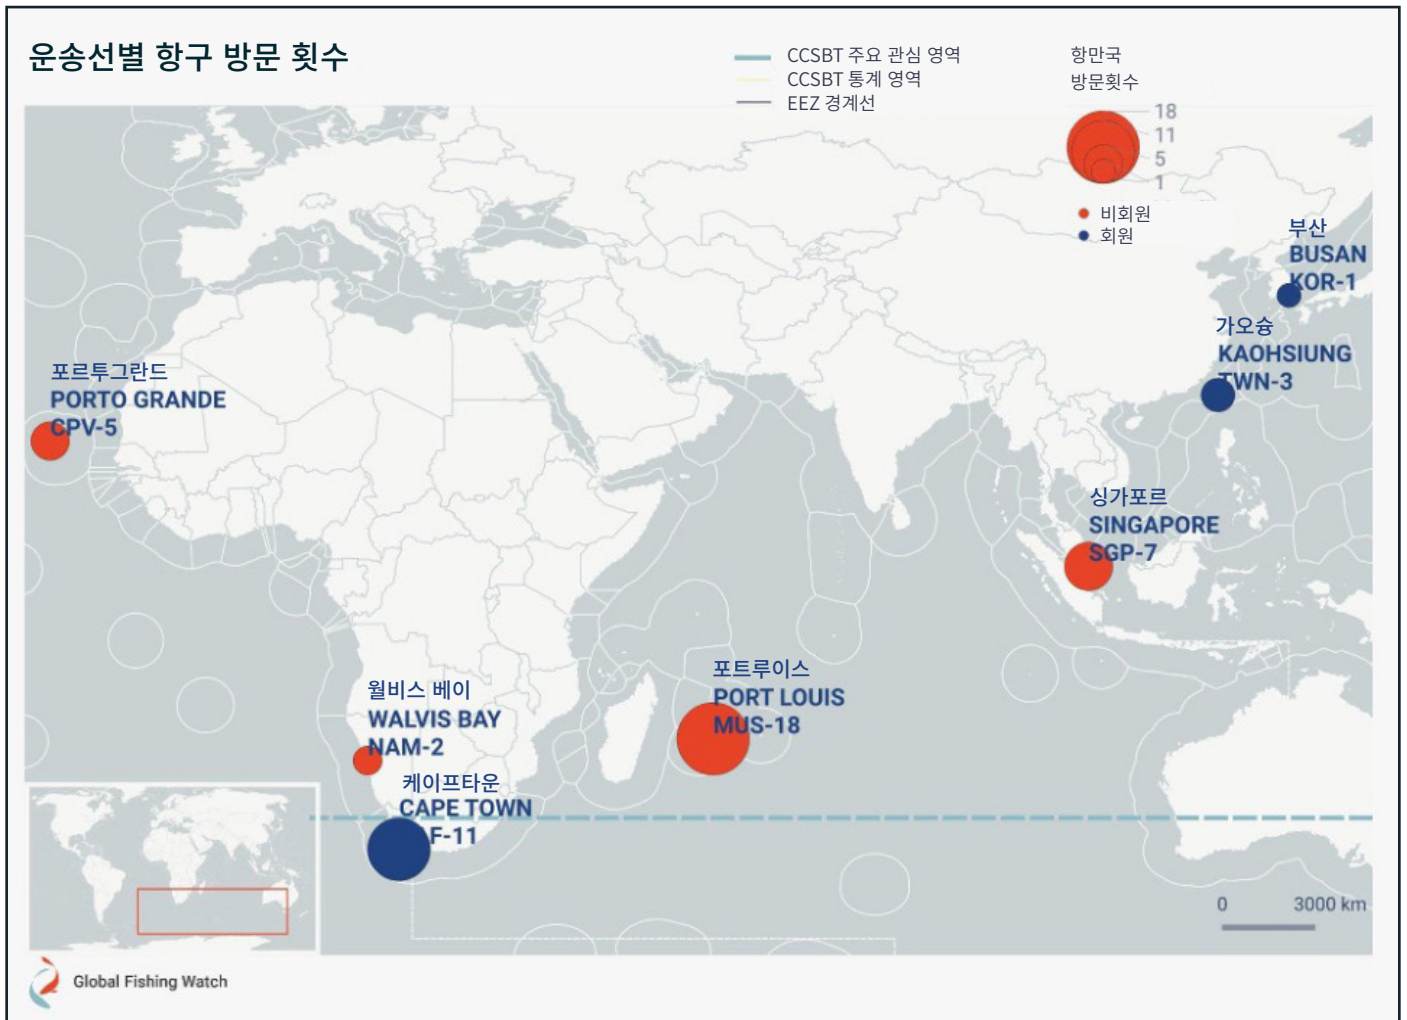 운송선별 항구 방문 횟수
CCSBT 주요 관심 영역
CCSBT 통계 영역
EEZ 경계선
항만국
방문횟수
18
11
5
1
비회원
회원
부산
BUSAN
KOR-1
가오슝
KAOHSIUNG
TWN-3
포르투그란드
PORTO GRANDE
CPV-5
싱가포르
SINGAPORE
SGP-7
포트루이스
PORT LOUIS
MUS-18
월비스 베이
WALVIS BAY
NAM-2
케이프타운
CAPE TOWN
F-11
0 3000 km
Global Fishing Watch